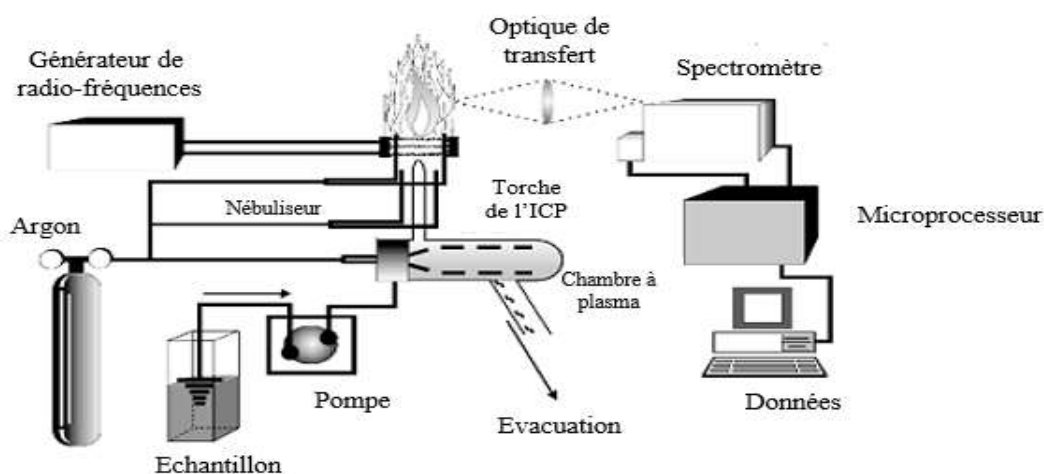 Générateur de
radio-fréquences
Optique de
transfert
Spectromètre
Nébuliseur
Torche
de l'ICP
Argon
Microprocesseur
Chambre à
plasma
Pompe
Evacuation
Données
Echantillon